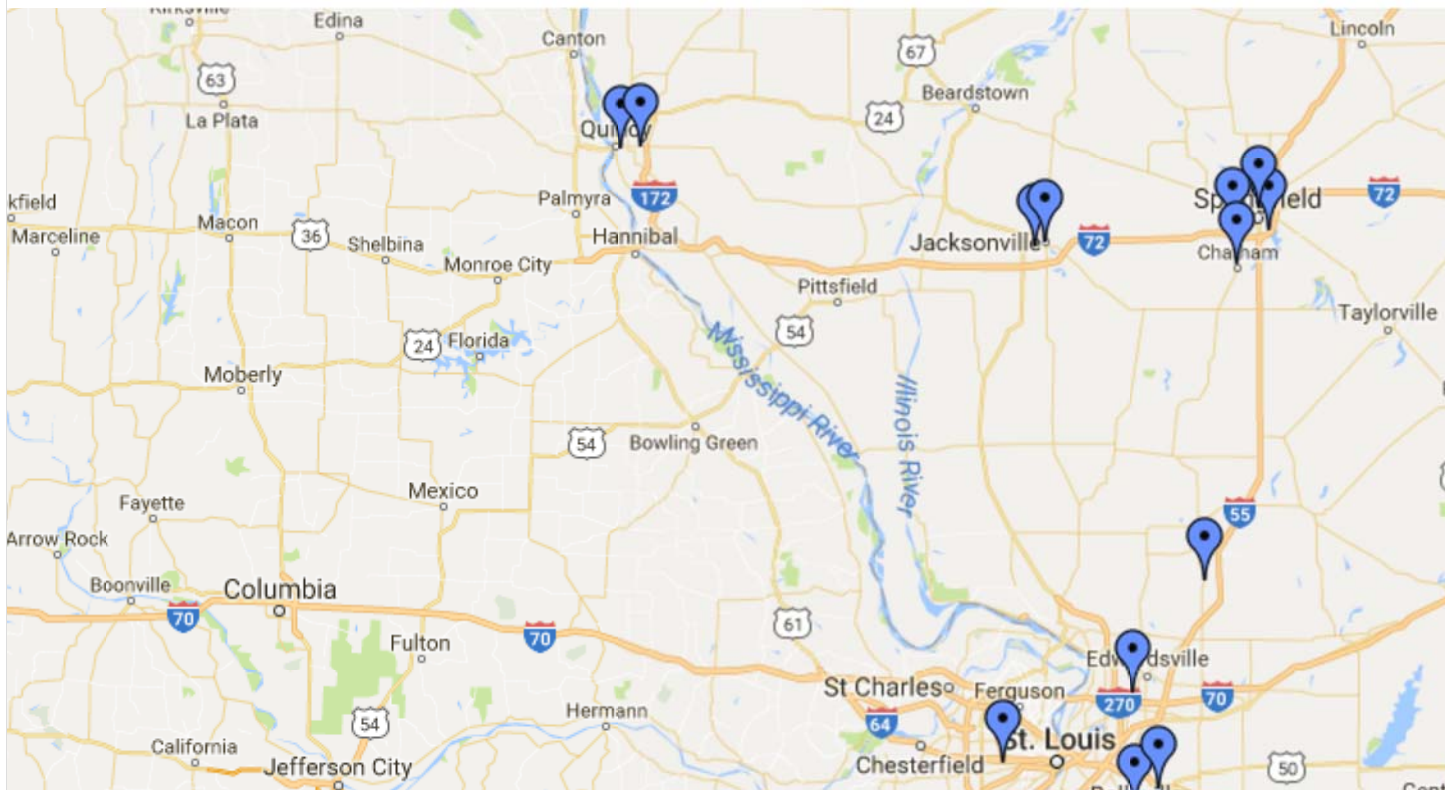 Kirksville
Edina
Canton
67
Lincoln
63
La Plata
Beardstown
24
Quincy
kfield
Macon
36
Marceline
Shelbina
Palmyra
172
Hannibal
Monroe City
Jacksonville
72
Springfield
72
Chatham
Pittsfield
Taylorville
24
Florida
54
Mississippi River
Illinois River
Moberly
Bowling Green
54
Mexico
Fayette
55
Arrow Rock
Boonville
Columbia
70
Fulton
70
61
Edwardsville
St Charles
Ferguson
270
70
64
Hermann
54
California
Jefferson City
Chesterfield
St. Louis
50